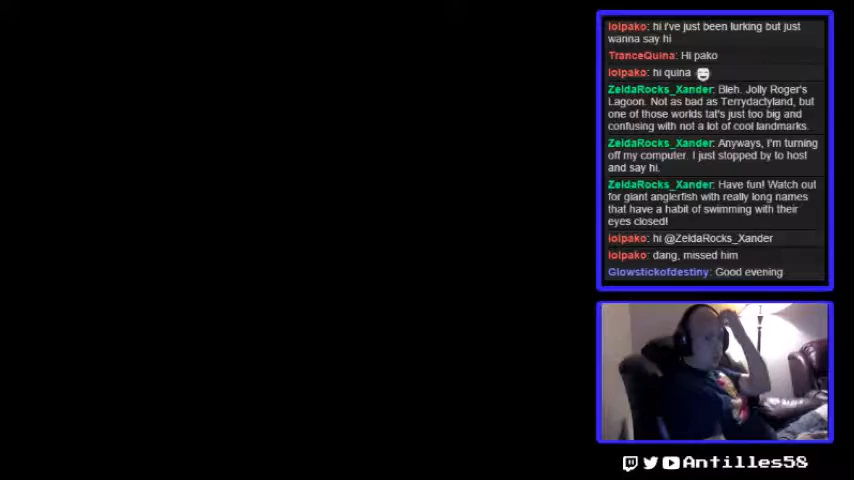 lolpako: hi i've just been lurking but just
wanna say hi
TranceQuina: Hi pako
lolpako: hi quina
ZeldaRocks_Xander: Bleh. Jolly Roger's
Lagoon. Not as bad as Terrydactyland, but
one of those worlds tat's just too big and
confusing with not a lot of cool landmarks.
ZeldaRocks_Xander: Anyways, I'm turning
off my computer. I just stopped by to host
and say hi.
ZeldaRocks_Xander: Have fun! Watch out
for giant anglerfish with really long names
that have a habit of swimming with their
eyes closed!
lolpako: hi @ZeldaRocks_Xander
lolpako: dang, missed him
Glowstickofdestiny: Good evening
Antilles58